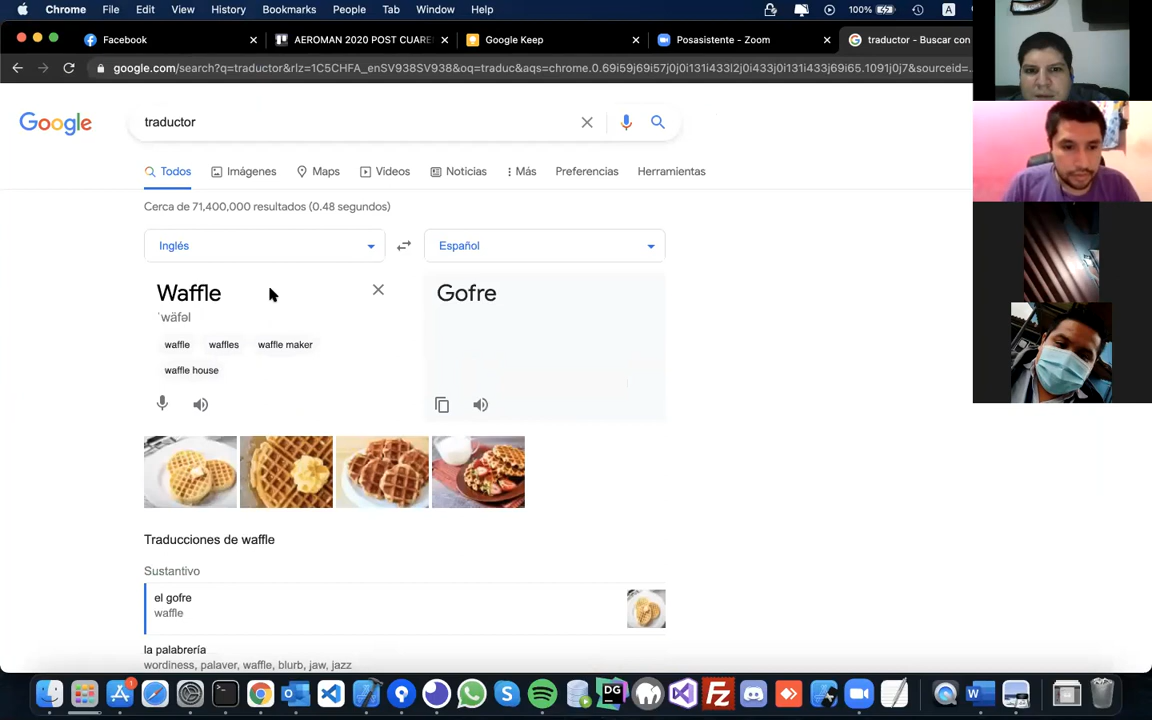 Chrome File Edit View History Bookmarks People Tab Window Help 100% A
Facebook AEROMAN 2020 POST CUARE Google Keep Posasistente - Zoom traductor - Buscar con
google.com/search?q=traductor&rlz=1C5CHFA_enSV938SV938&oq=traduc&aqs=chrome.0.69i59j69i57j0j0i131i433l2j0i433j0i131i433j69i65.1091j0j7&sourceid=...
Google traductor
Todos Imágenes Maps Videos Noticias Más Preferencias Herramientas
Cerca de 71,400,000 resultados (0.48 segundos)
Inglés Español
Waffle Gofre
ˈwäfəl
waffle waffles waffle maker
waffle house
Traducciones de waffle
Sustantivo
el gofre
waffle
la palabrería
wordiness, palaver, waffle, blurb, jaw, jazz